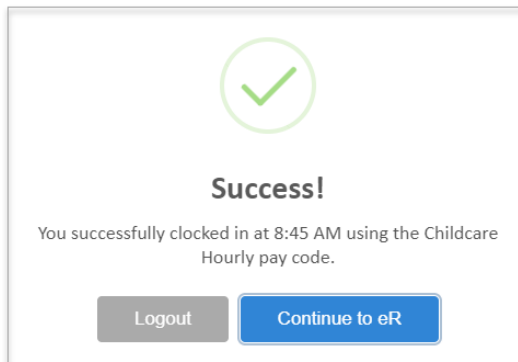 Success!
You successfully clocked in at 8:45 AM using the Childcare
Hourly pay code.
Logout
Continue to eR